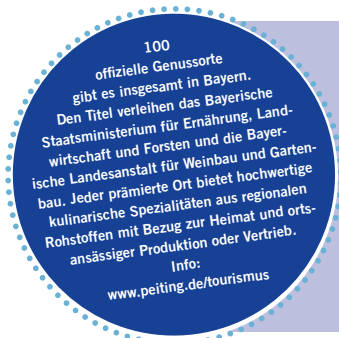 100
offizielle Genussorte
gibt es insgesamt in Bayern.
Den Titel verleihen das Bayerische
Staatsministerium für Ernährung, Land-
wirtschaft und Forsten und die Bayer-
ische Landesanstalt für Weinbau und Garten-
bau. Jeder prämierte Ort bietet hochwertige
kulinarische Spezialitäten aus regionalen
Rohstoffen mit Bezug zur Heimat und orts-
ansässiger Produktion oder Vertrieb.
Info:
www.peiting.de/tourismus